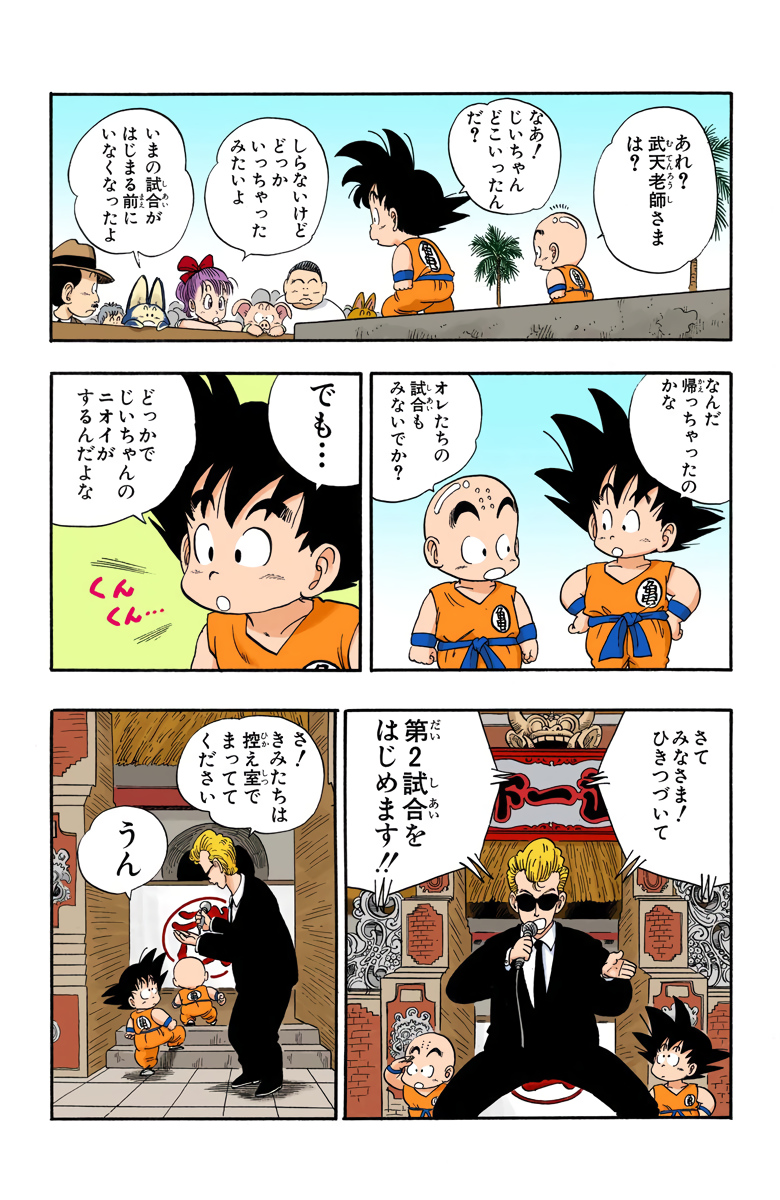 あれ?
武天老師さま
は?
なあ!
じいちゃん
どこいったん
だ?
しらないけど
どっか
いっちゃった
みたいよ
いまの試合が
はじまる前に
いなくなったよ
なんだ
帰っちゃったの
かな
オレたちの
試合も
みないでか?
でも…
どっかで
じいちゃんの
ニオイが
するんだよな
くん
くん…
さて
みなさま!
ひきつづいて
第2試合を
はじめます!!
さ!
きみたちは
控え室で
まってて
ください
うん
亀
亀
亀
下一